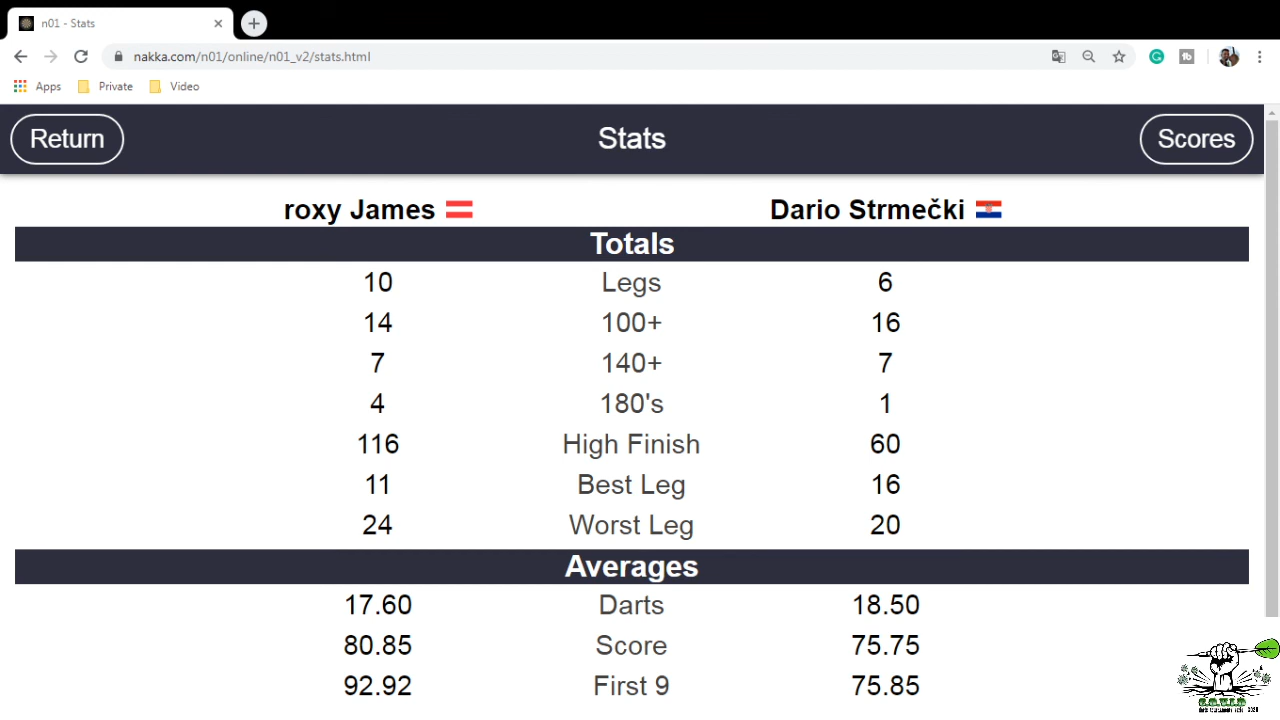 n01 - Stats
nakka.com/n01/online/n01_v2/stats.html
Apps Private Video
Return Stats Scores
roxy James Dario Strmečki
Totals
10 Legs 6
14 100+ 16
7 140+ 7
4 180's 1
116 High Finish 60
11 Best Leg 16
24 Worst Leg 20
Averages
17.60 Darts 18.50
80.85 Score 75.75
92.92 First 9 75.85